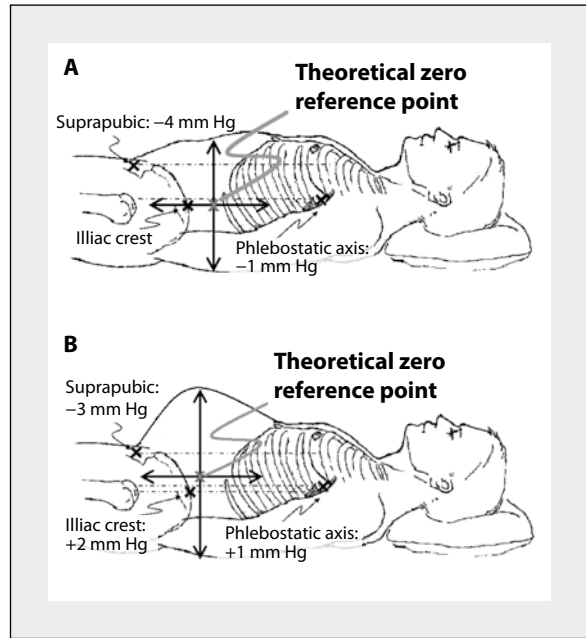 A
Theoretical zero
reference point
Suprapubic: −4 mm Hg
Illiac crest
Phlebostatic axis:
−1 mm Hg
B
Theoretical zero
reference point
Suprapubic:
−3 mm Hg
Illiac crest:
+2 mm Hg
Phlebostatic axis:
+1 mm Hg